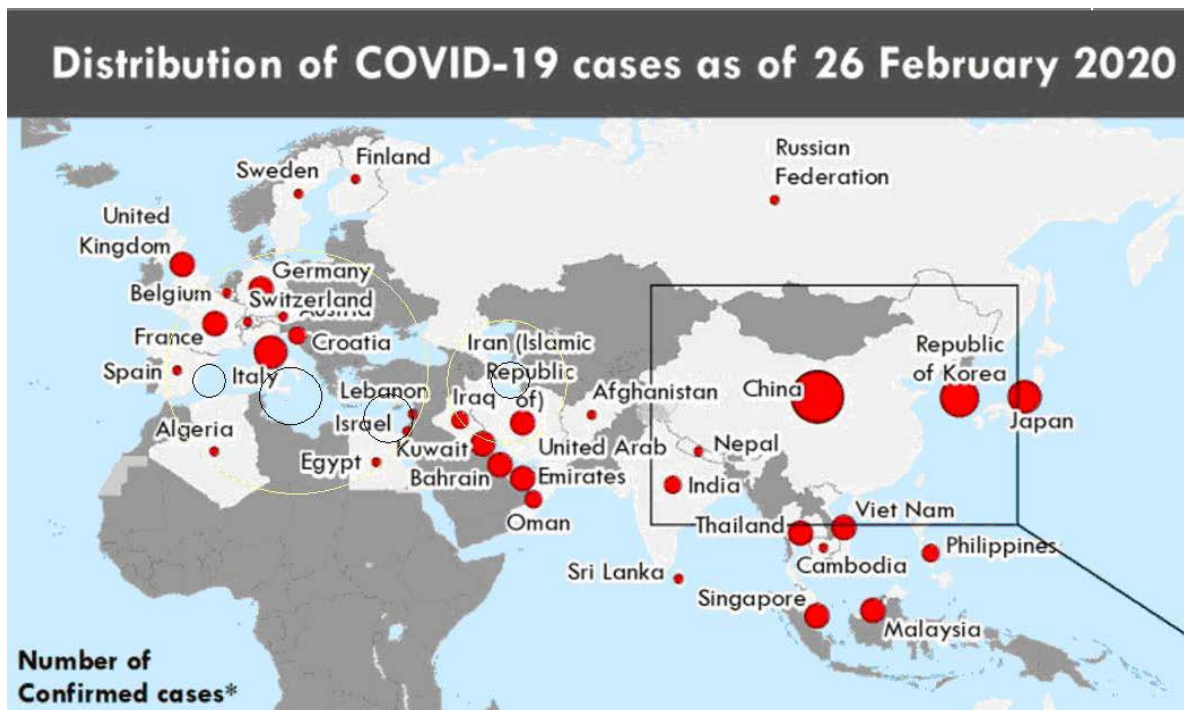 Distribution of COVID-19 cases as of 26 February 2020
Russian
Federation
Finland
Sweden
United
Kingdom
Germany
Belgium
Switzerland
Austria
France
Croatia
Spain
Italy
Iran (Islamic
Republic
of)
Lebanon
Iraq
Afghanistan
Israel
Algeria
Kuwait
United Arab
Emirates
Egypt
Bahrain
Oman
China
Republic
of Korea
Japan
Nepal
India
Thailand
Viet Nam
Cambodia
Philippines
Sri Lanka
Singapore
Malaysia
Number of
Confirmed cases*